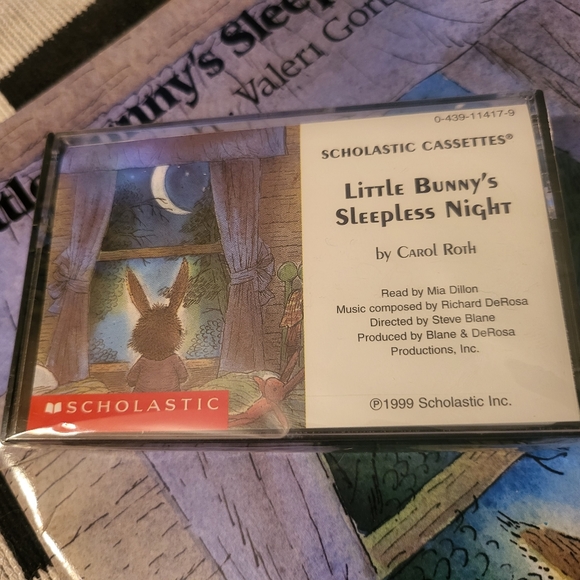 nny's Sleep
Valeri Gor
0-439-11417-9
SCHOLASTIC CASSETTES®
LITTLE BUNNY'S
SLEEPLESS NIGHT
by CAROL ROTH
Read by Mia Dillon
Music composed by Richard DeRosa
Directed by Steve Blane
Produced by Blane & DeRosa
Productions, Inc.
℗1999 Scholastic Inc.
SCHOLASTIC